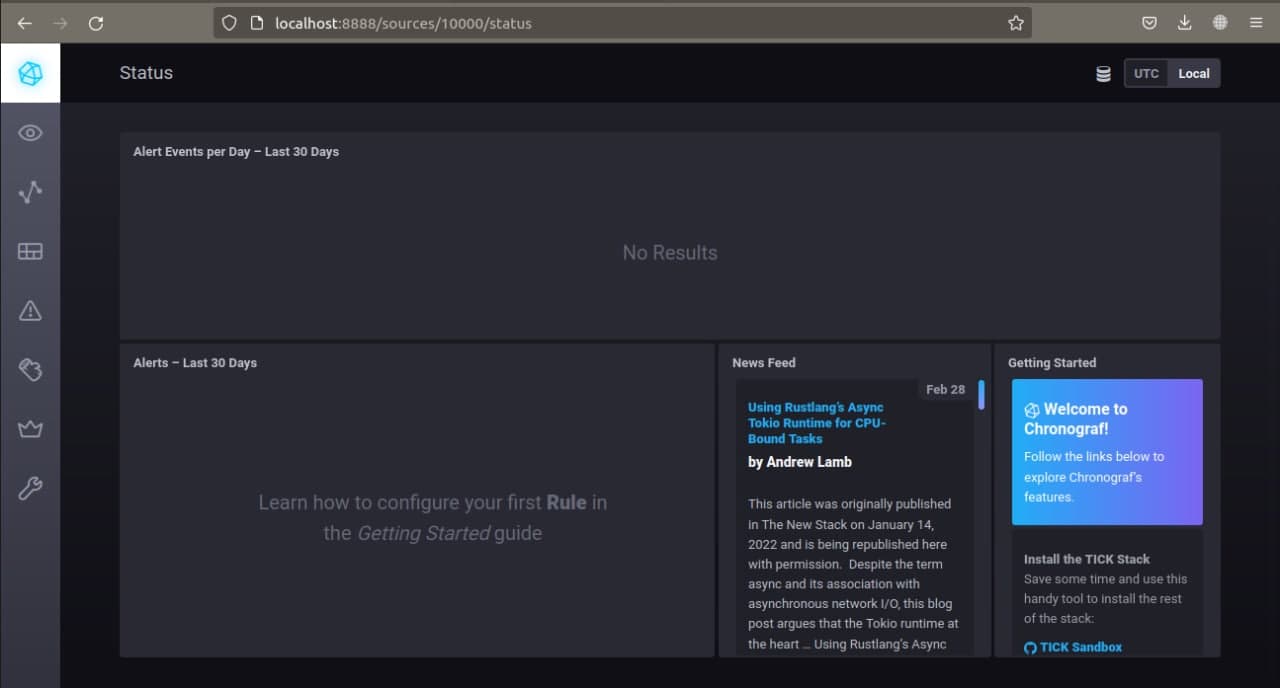 localhost:8888/sources/10000/status
Status
UTC
Local
Alert Events per Day – Last 30 Days
No Results
Alerts – Last 30 Days
Learn how to configure your first Rule in
the Getting Started guide
News Feed
Feb 28
Using Rustlang's Async
Tokio Runtime for CPU-
Bound Tasks
by Andrew Lamb
This article was originally published
in The New Stack on January 14,
2022 and is being republished here
with permission.  Despite the term
async and its association with
asynchronous network I/O, this blog
post argues that the Tokio runtime at
the heart ... Using Rustlang's Async
Getting Started
Welcome to
Chronograf!
Follow the links below to
explore Chronograf's
features.
Install the TICK Stack
Save some time and use this
handy tool to install the rest
of the stack:
TICK Sandbox